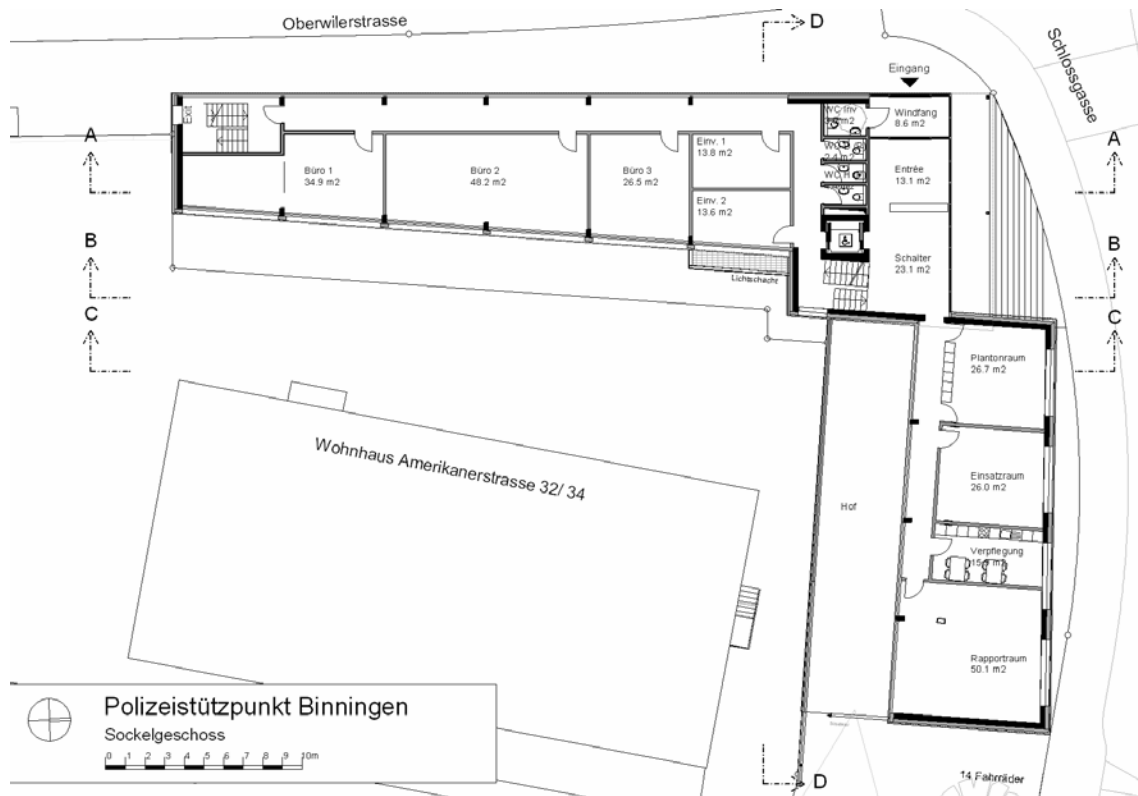 Oberwilerstrasse
D
Schlossgasse
Eingang
Exit
WC Inv
Windfang
8.6 m2
A
A
Einv. 1
13.8 m2
Büro 1
34.9 m2
Büro 2
48.2 m2
Büro 3
26.5 m2
Entrée
13.1 m2
WC H
Einv. 2
13.6 m2
B
B
Schalter
23.1 m2
Lichtschacht
C
C
Plantonraum
26.7 m2
Wohnhaus Amerikanerstrasse 32/ 34
Einsatzraum
26.0 m2
Hof
Verpflegung
Rapportraum
50.1 m2
Polizeistützpunkt Binningen
Sockelgeschoss
0 1 2 3 4 5 6 7 8 9 10m
D
14 Fahrräder